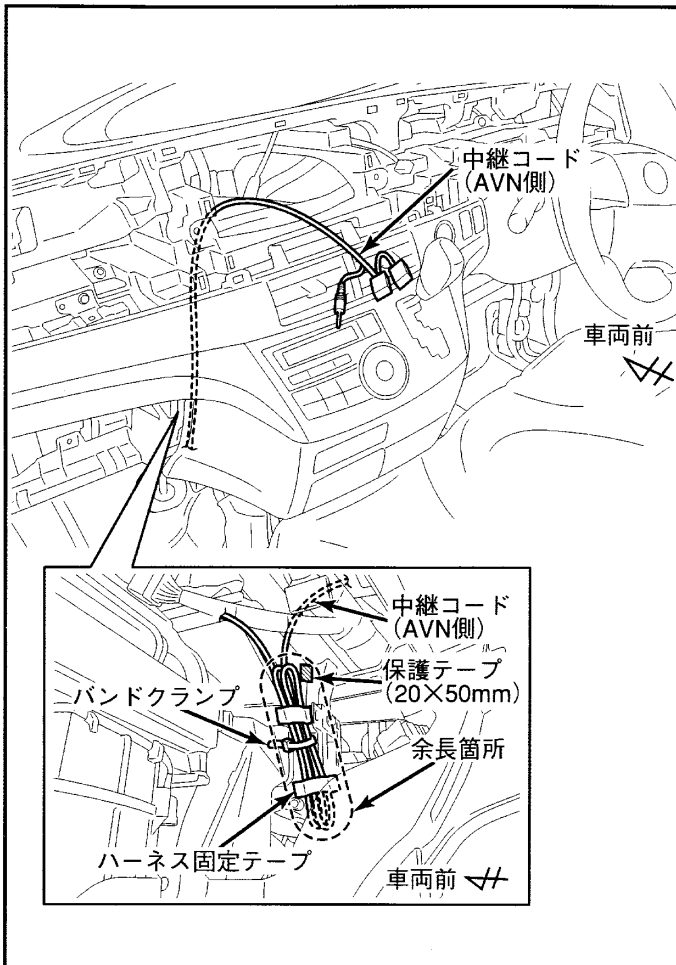 中継コード
(AVN側)
車両前
中継コード
(AVN側)
保護テープ
(20×50mm)
バンドクランプ
余長箇所
ハーネス固定テープ
車両前